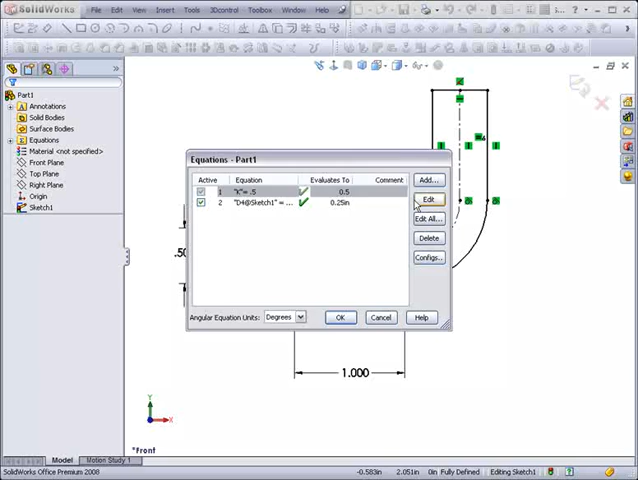 SolidWorks File Edit View Insert Tools 3Dcontrol Toolbox Window Help
Part1
Annotations
Solid Bodies
Surface Bodies
Equations
Material <not specified>
Front Plane
Top Plane
Right Plane
Origin
Sketch1
Equations - Part1
Active Equation Evaluates To Comment
1 "X"= .5 0.5
2 "D4@Sketch1" = ... 0.25in
Add...
Edit
Edit All...
Delete
Configs...
Angular Equation Units: Degrees OK Cancel Help
.50
1.000
Y
X
*Front
Model Motion Study 1
SolidWorks Office Premium 2008 -0.583in 2.051in 0in Fully Defined Editing Sketch1